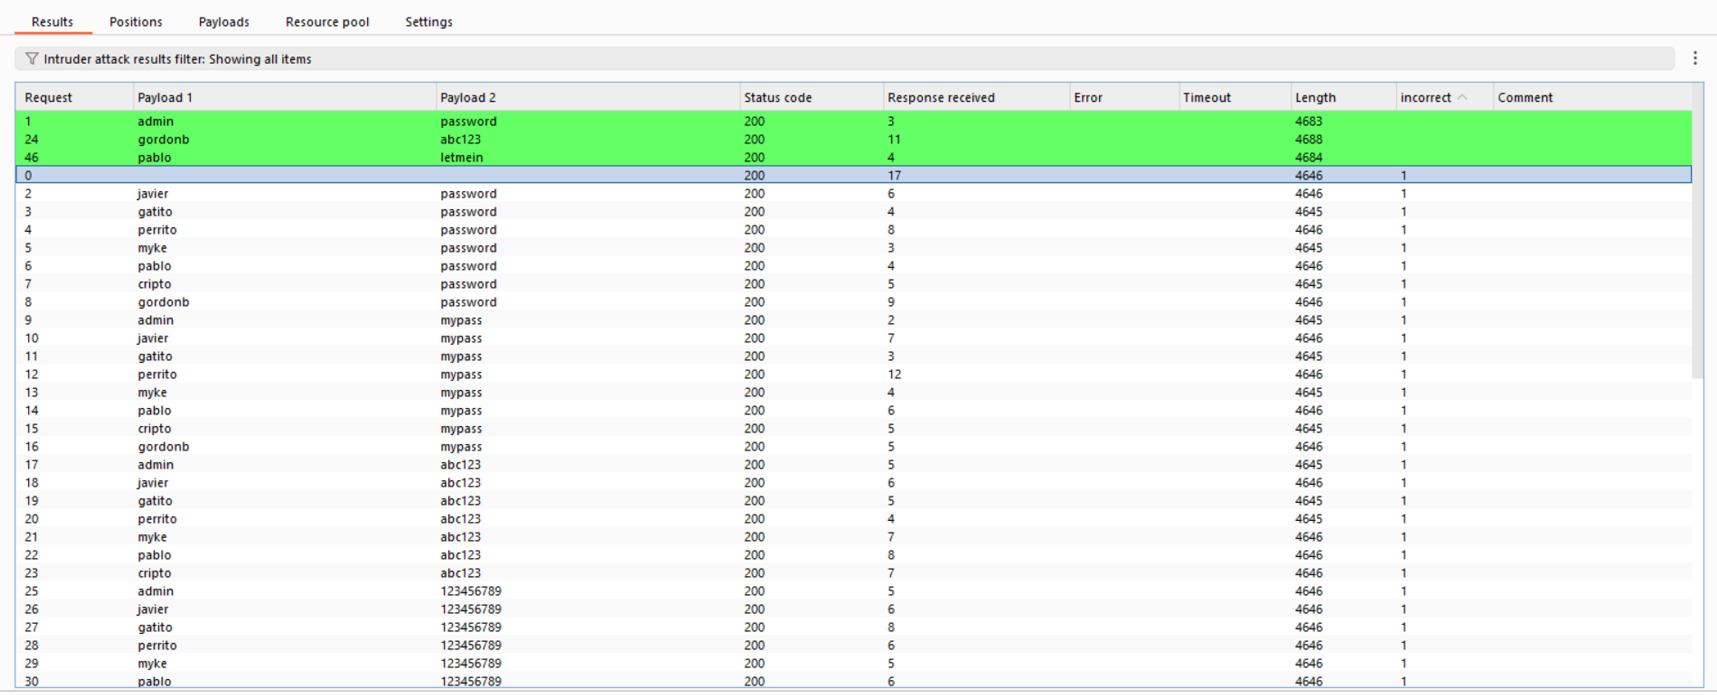 Results Positions Payloads Resource pool Settings
Intruder attack results filter: Showing all items
Request Payload 1 Payload 2 Status code Response received Error Timeout Length incorrect Comment
1 admin password 200 3 4683
24 gordonb abc123 200 11 4688
46 pablo letmein 200 4 4684
0 200 17 4646 1
2 javier password 200 6 4646 1
3 gatito password 200 4 4645 1
4 perrito password 200 8 4646 1
5 myke password 200 3 4645 1
6 pablo password 200 4 4646 1
7 cripto password 200 5 4645 1
8 gordonb password 200 9 4646 1
9 admin mypass 200 2 4645 1
10 javier mypass 200 7 4646 1
11 gatito mypass 200 3 4645 1
12 perrito mypass 200 12 4646 1
13 myke mypass 200 4 4645 1
14 pablo mypass 200 6 4646 1
15 cripto mypass 200 5 4645 1
16 gordonb mypass 200 5 4646 1
17 admin abc123 200 5 4645 1
18 javier abc123 200 6 4646 1
19 gatito abc123 200 5 4645 1
20 perrito abc123 200 4 4645 1
21 myke abc123 200 7 4646 1
22 pablo abc123 200 8 4646 1
23 cripto abc123 200 7 4646 1
25 admin 123456789 200 5 4646 1
26 javier 123456789 200 6 4646 1
27 gatito 123456789 200 8 4646 1
28 perrito 123456789 200 6 4646 1
29 myke 123456789 200 5 4646 1
30 pablo 123456789 200 6 4646 1